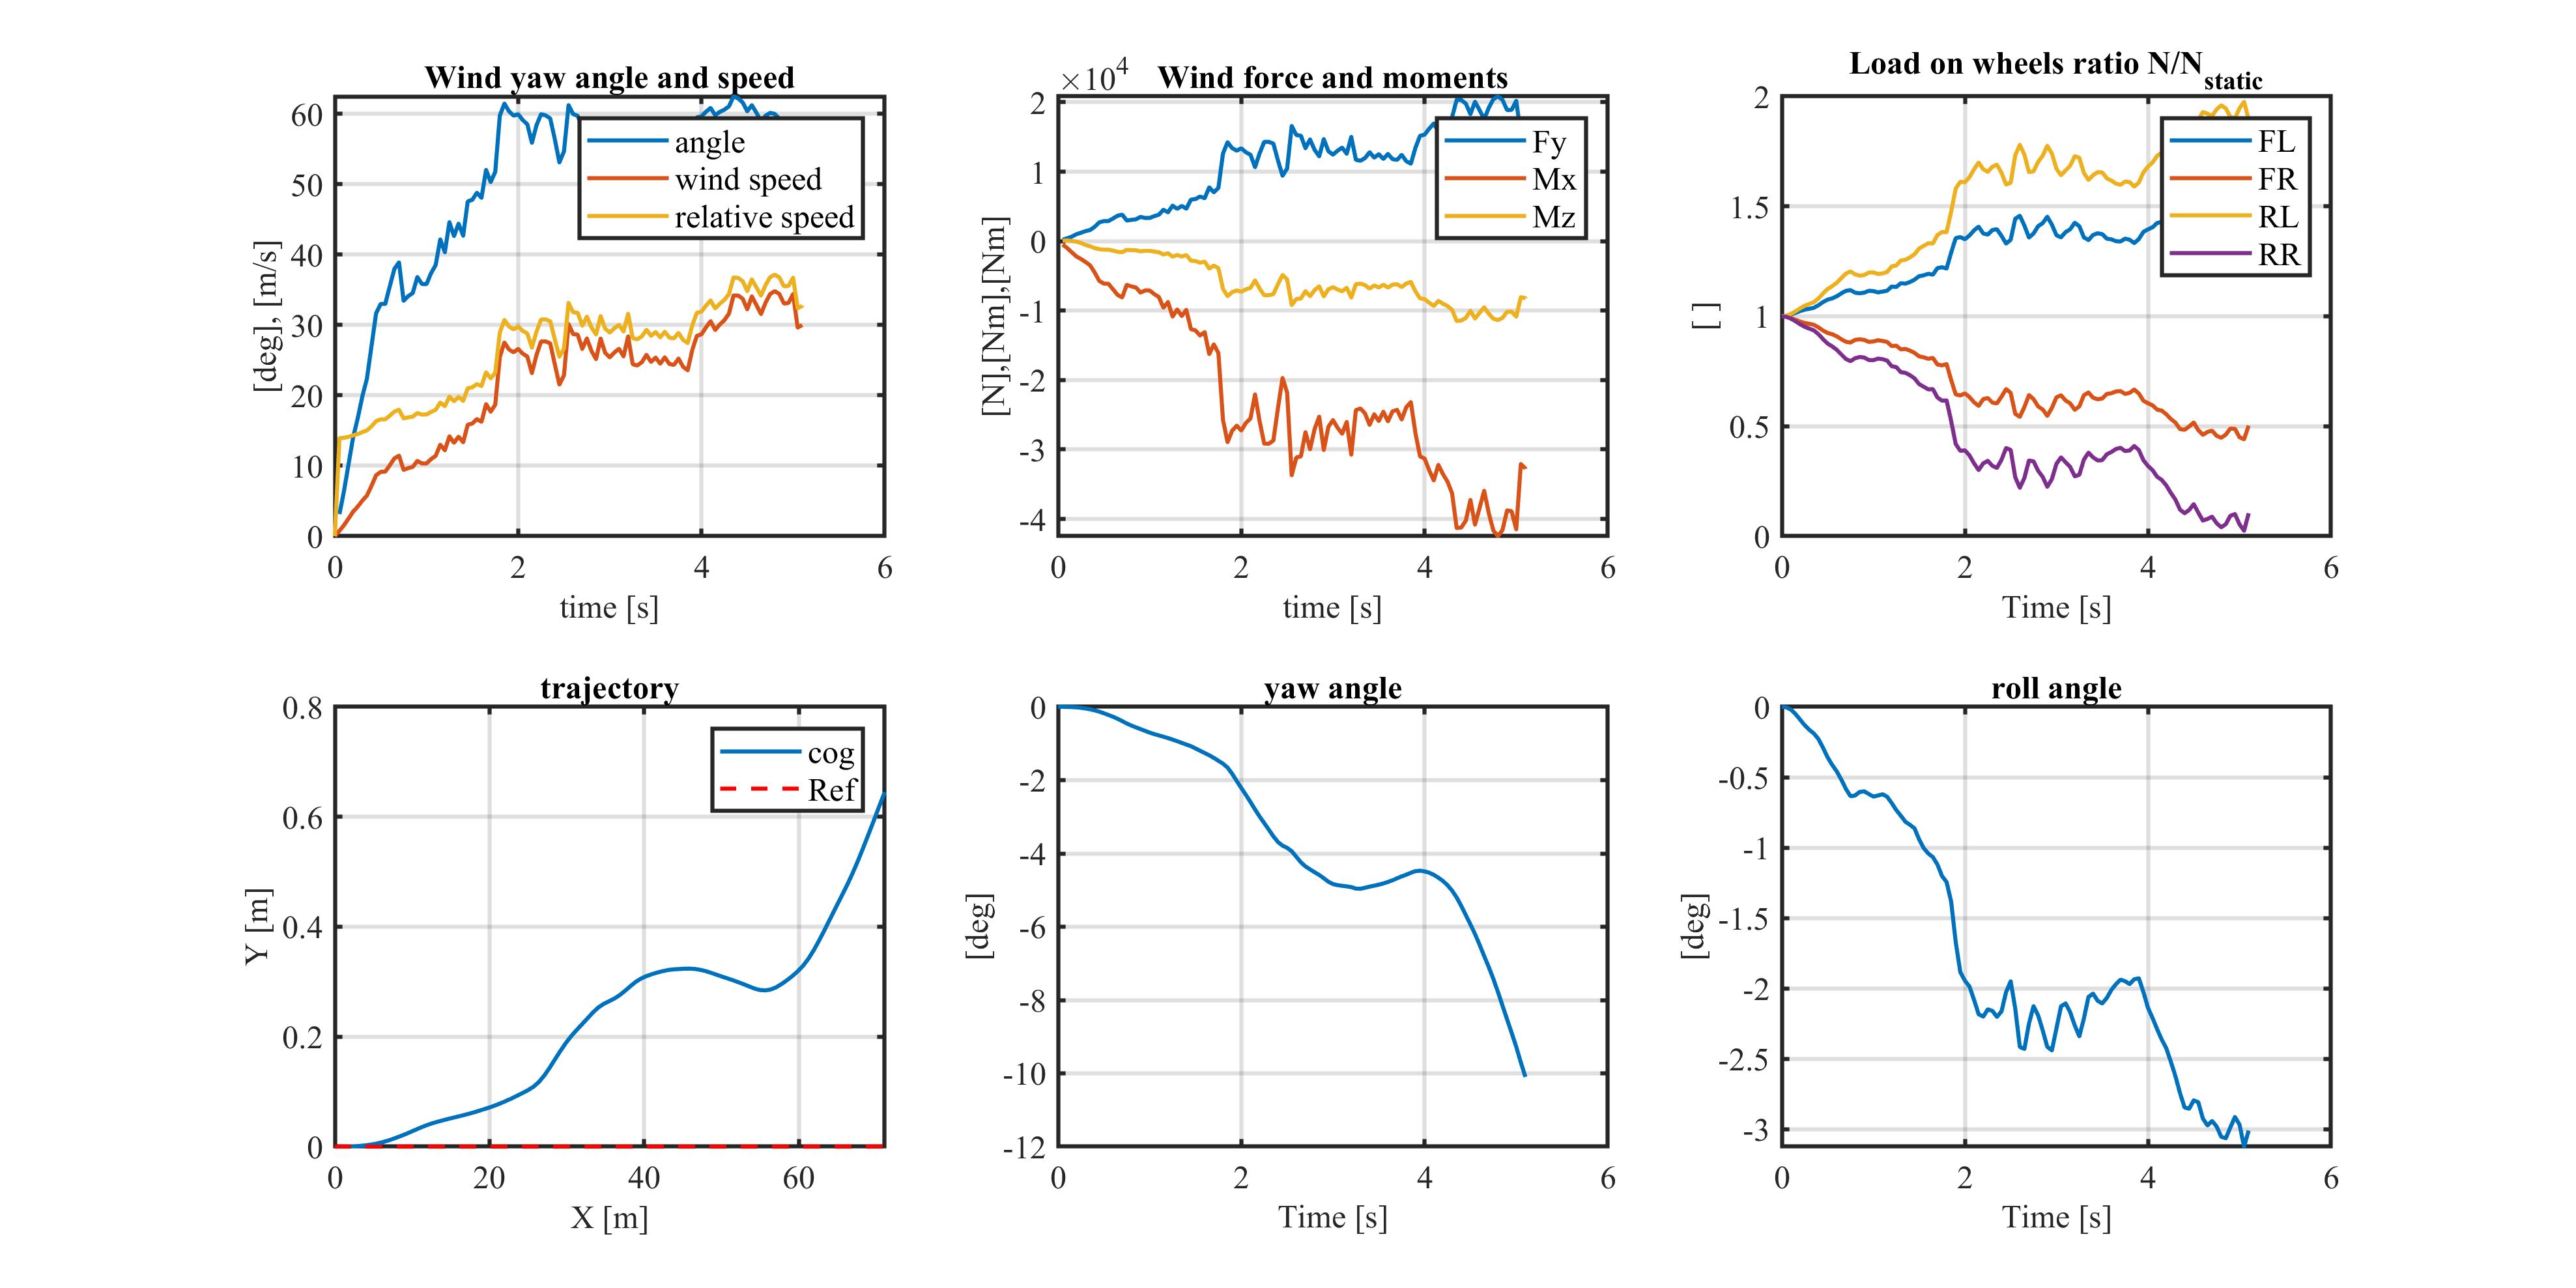 Wind yaw angle and speed
60
50
40
30
20
10
0
0 2 4 6
[deg], [m/s]
time [s]
angle
wind speed
relative speed
×10⁴
Wind force and moments
2
1
0
-1
-2
-3
-4
0 2 4 6
[N],[Nm],[Nm]
time [s]
Fy
Mx
Mz
Load on wheels ratio N/N_static
2
1.5
1
0.5
0
0 2 4 6
[ ]
Time [s]
FL
FR
RL
RR
trajectory
0.8
0.6
0.4
0.2
0
0 20 40 60
Y [m]
X [m]
cog
Ref
yaw angle
0
-2
-4
-6
-8
-10
-12
0 2 4 6
[deg]
Time [s]
roll angle
0
-0.5
-1
-1.5
-2
-2.5
-3
0 2 4 6
[deg]
Time [s]